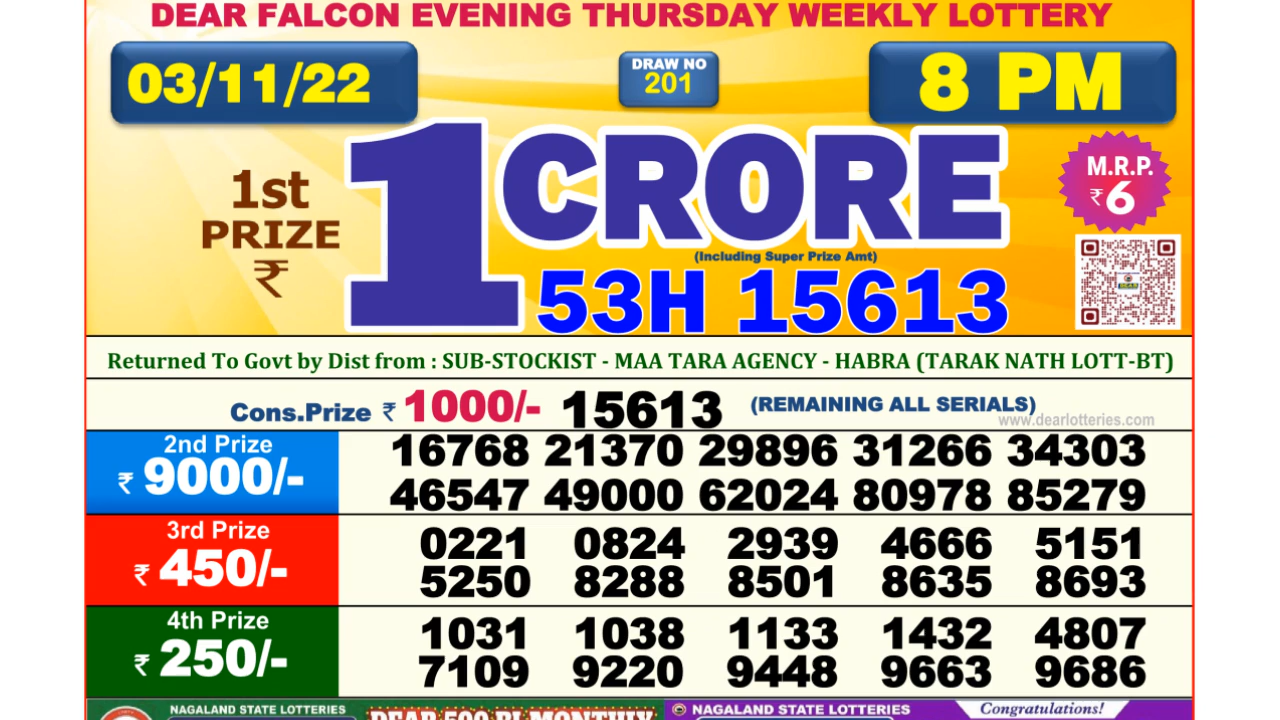 DEAR FALCON EVENING THURSDAY WEEKLY LOTTERY
03/11/22
DRAW NO
201
8 PM
1st
PRIZE
₹
1 CRORE
(Including Super Prize Amt)
53H 15613
M.R.P.
₹ 6
DEAR
Returned To Govt by Dist from : SUB-STOCKIST - MAA TARA AGENCY - HABRA (TARAK NATH LOTT-BT)
Cons.Prize ₹ 1000/- 15613 (REMAINING ALL SERIALS)
www.dearlotteries.com
2nd Prize
₹ 9000/-
16768 21370 29896 31266 34303
46547 49000 62024 80978 85279
3rd Prize
₹ 450/-
0221 0824 2939 4666 5151
5250 8288 8501 8635 8693
4th Prize
₹ 250/-
1031 1038 1133 1432 4807
7109 9220 9448 9663 9686
NAGALAND STATE LOTTERIES
DEAR 500 BI-MONTHLY
NAGALAND STATE LOTTERIES
Congratulations!